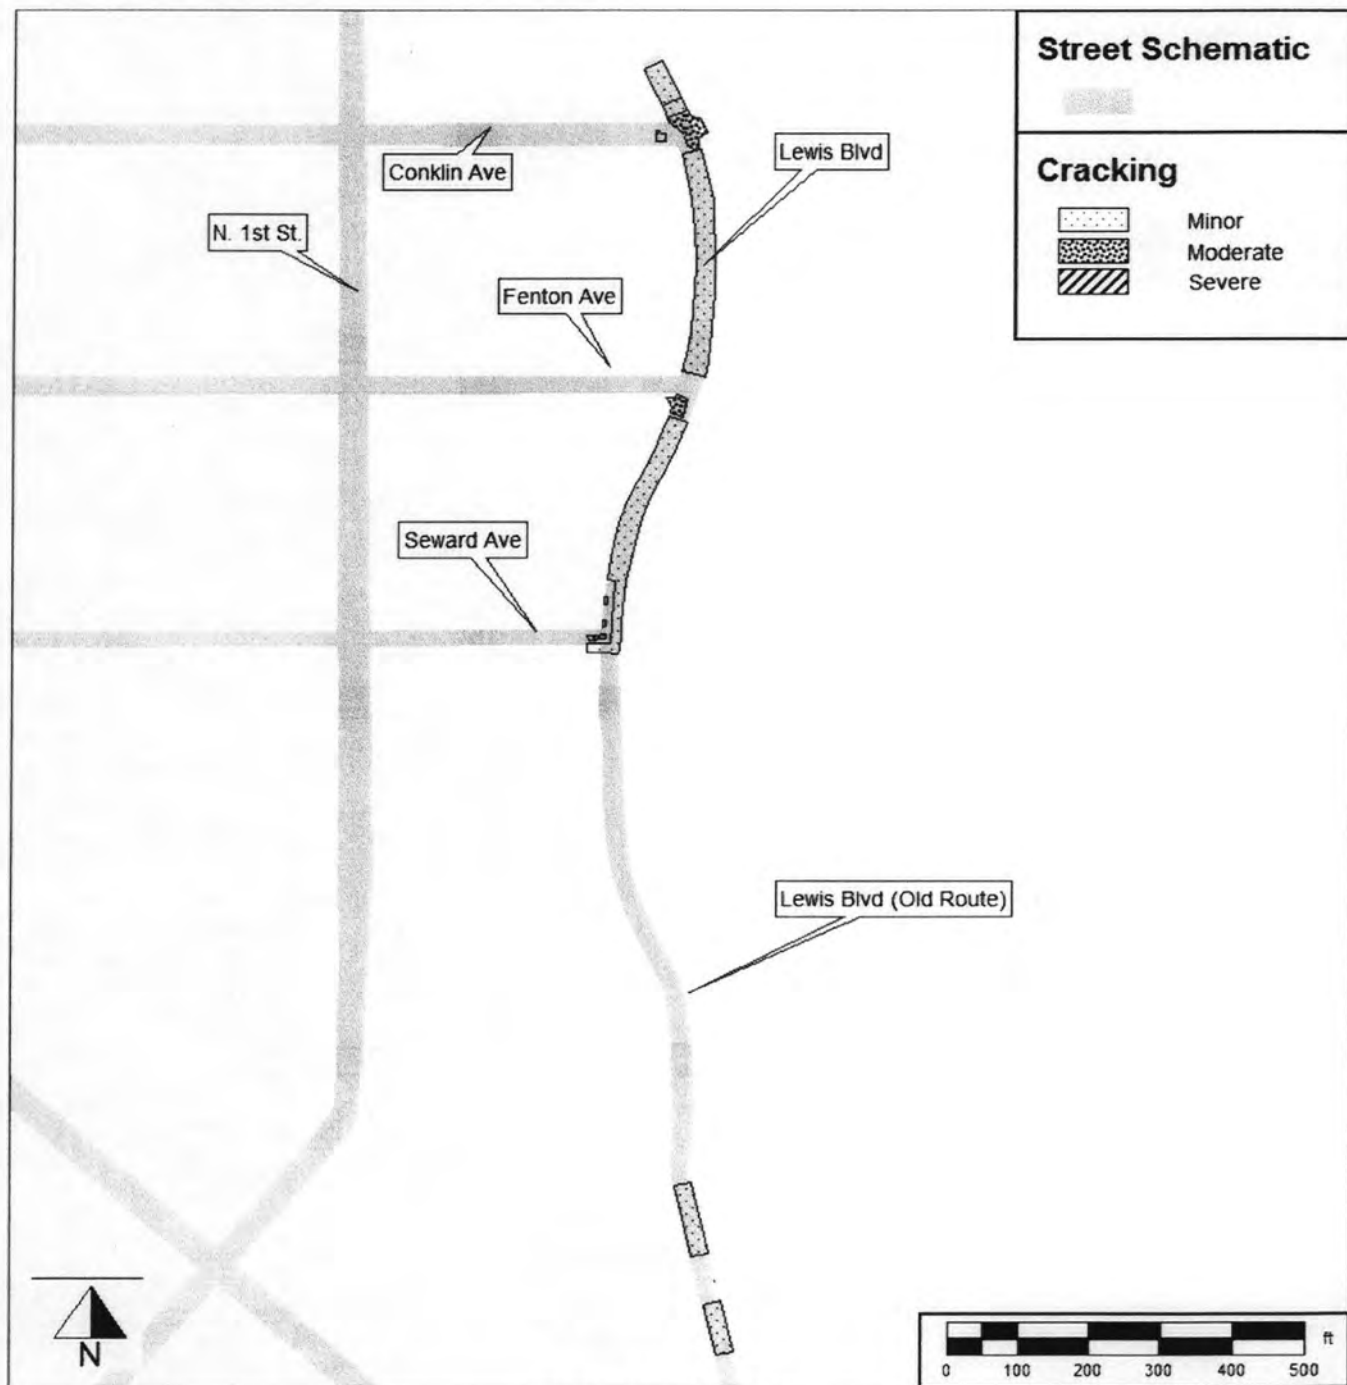 Street Schematic
Cracking
Minor
Moderate
Severe
Conklin Ave
Lewis Blvd
N. 1st St.
Fenton Ave
Seward Ave
Lewis Blvd (Old Route)
N
ft
0 100 200 300 400 500